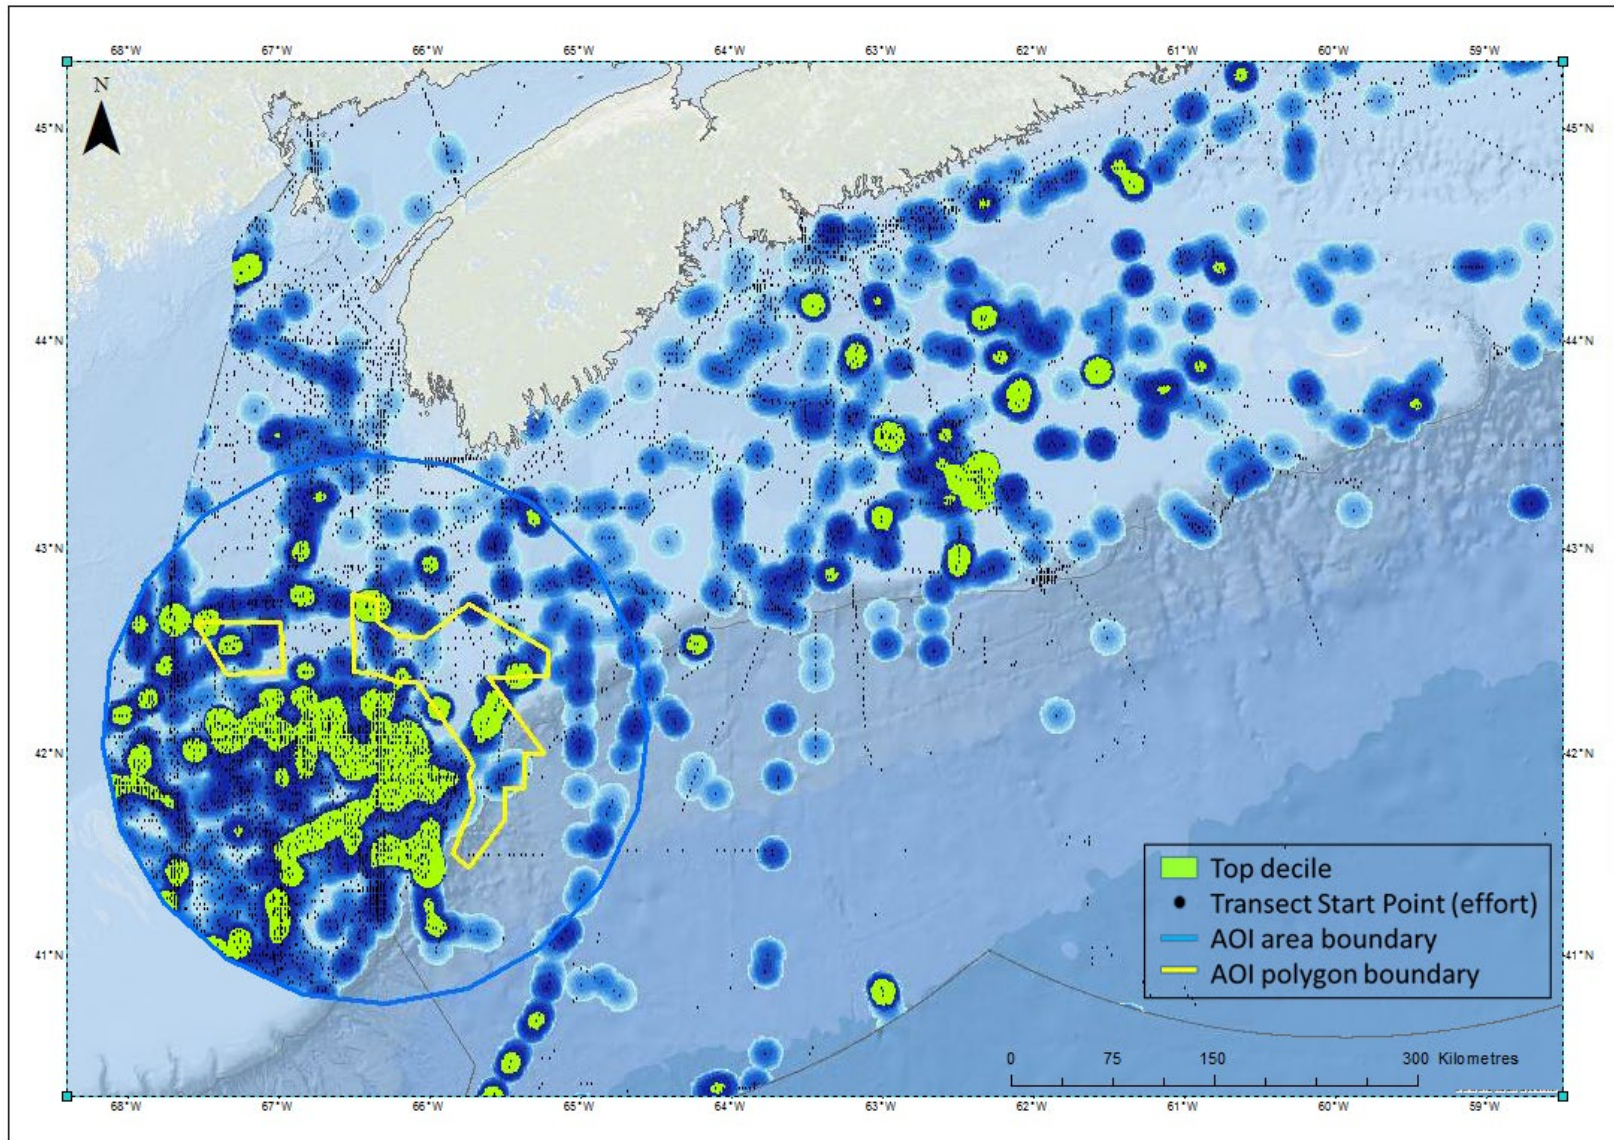 68°W 67°W 66°W 65°W 64°W 63°W 62°W 61°W 60°W 59°W
N
45°N 45°N
44°N 44°N
43°N 43°N
42°N 42°N
41°N 41°N
Top decile
Transect Start Point (effort)
AOI area boundary
AOI polygon boundary
0 75 150 300 Kilometres
68°W 67°W 66°W 65°W 64°W 63°W 62°W 61°W 60°W 59°W